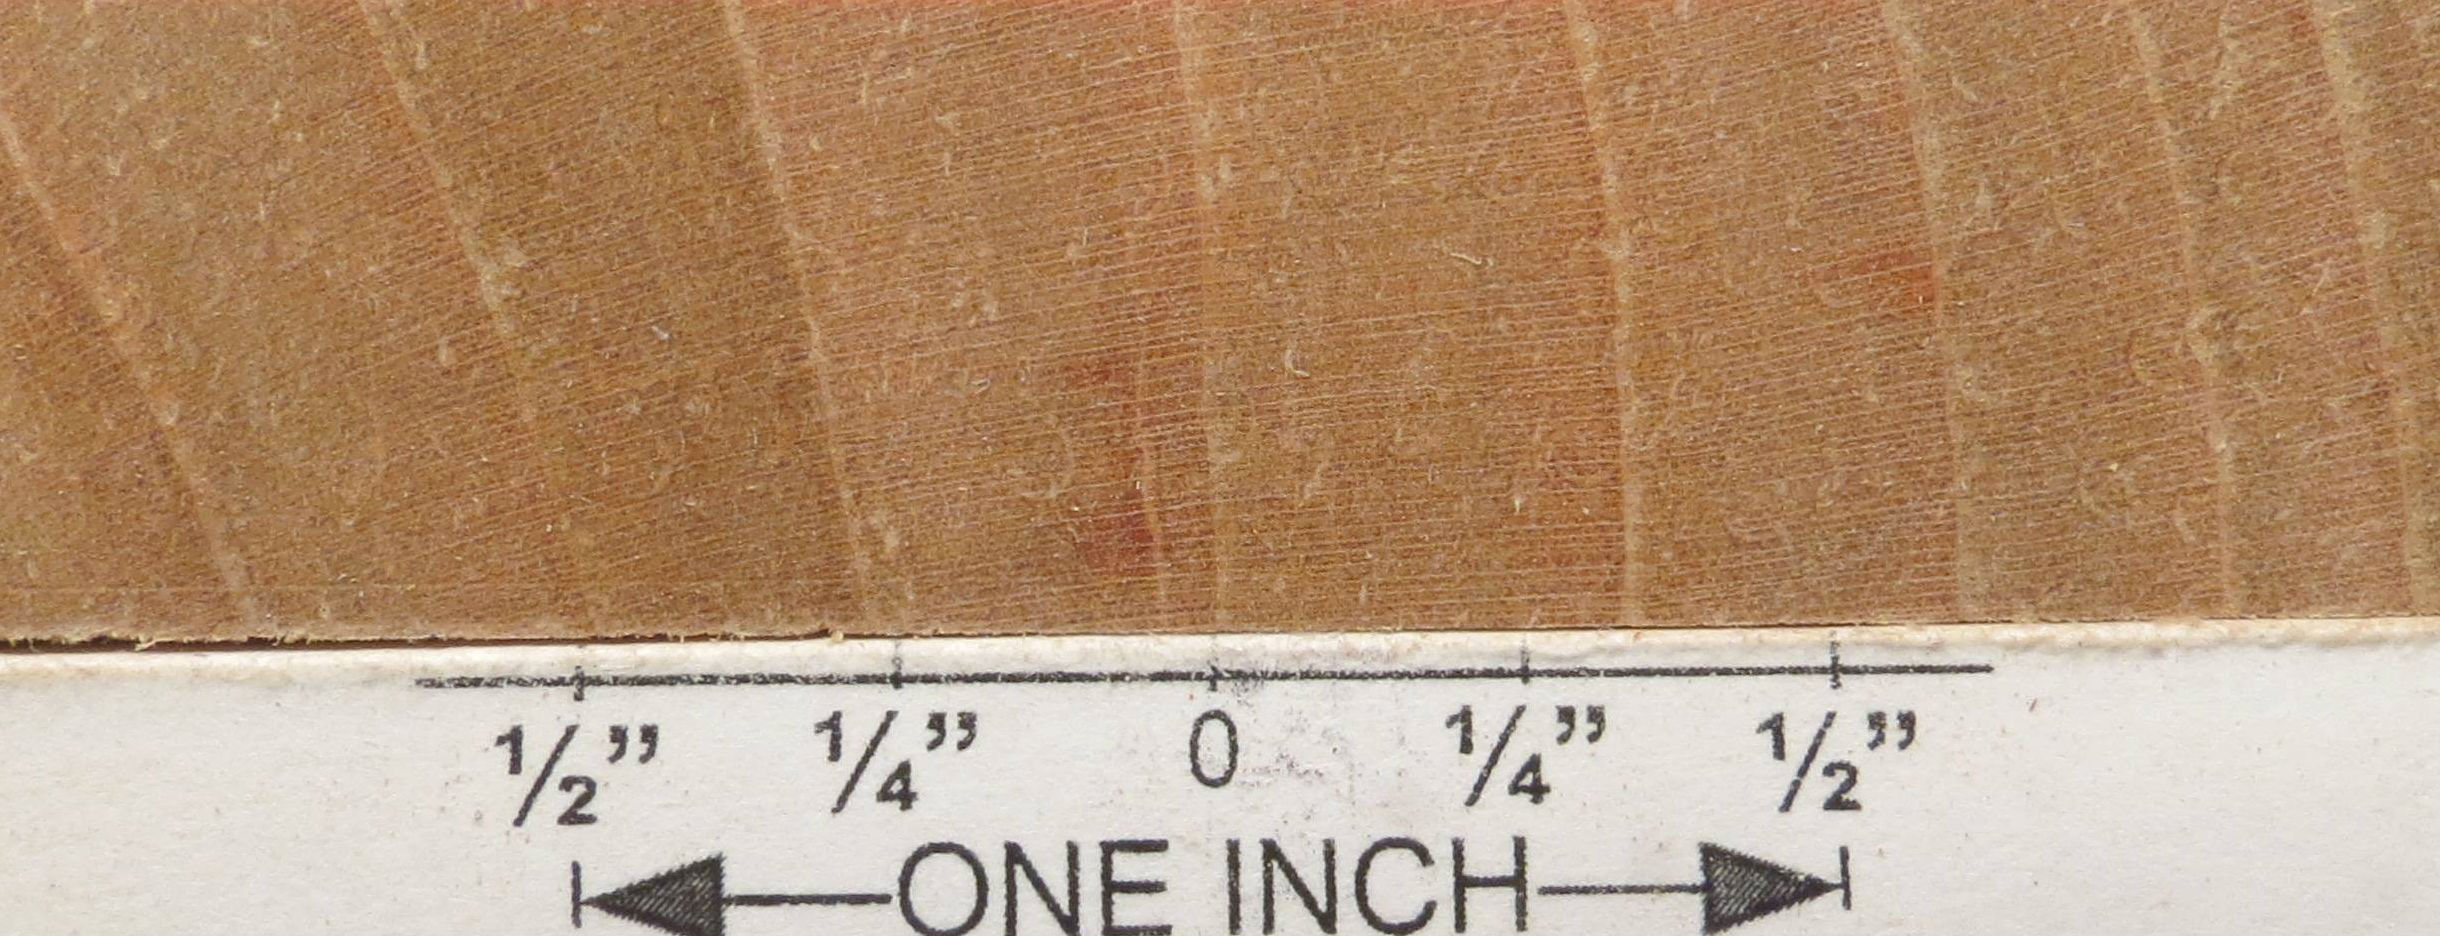 1/2” 1/4” 0 1/4” 1/2”
ONE INCH